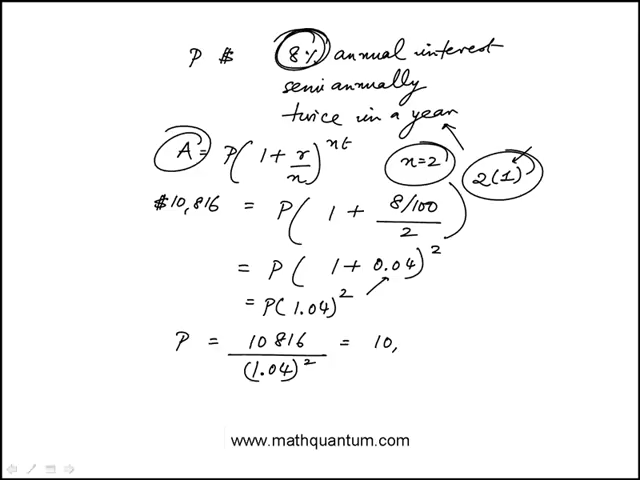 P $ 8% annual interest
semi annually
twice in a year
A = P(1 + r/n)^nt n=2 2(1)
$10,816 = P(1 + 8/100/2)
= P(1 + 0.04)^2
= P(1.04)^2
P = 10816/(1.04)^2 = 10,
www.mathquantum.com